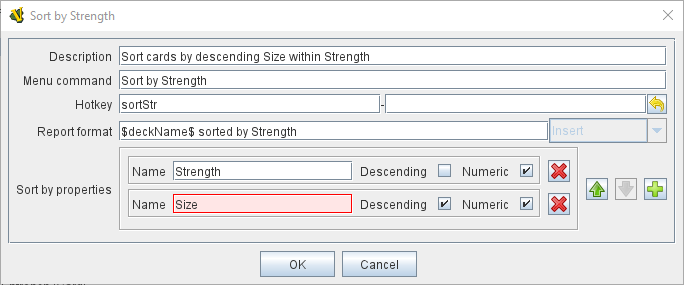 Sort by Strength
Description Sort cards by descending Size within Strength
Menu command Sort by Strength
Hotkey sortStr -
Report format $deckName$ sorted by Strength Insert
Sort by properties
Name Strength Descending Numeric
Name Size Descending Numeric
OK Cancel